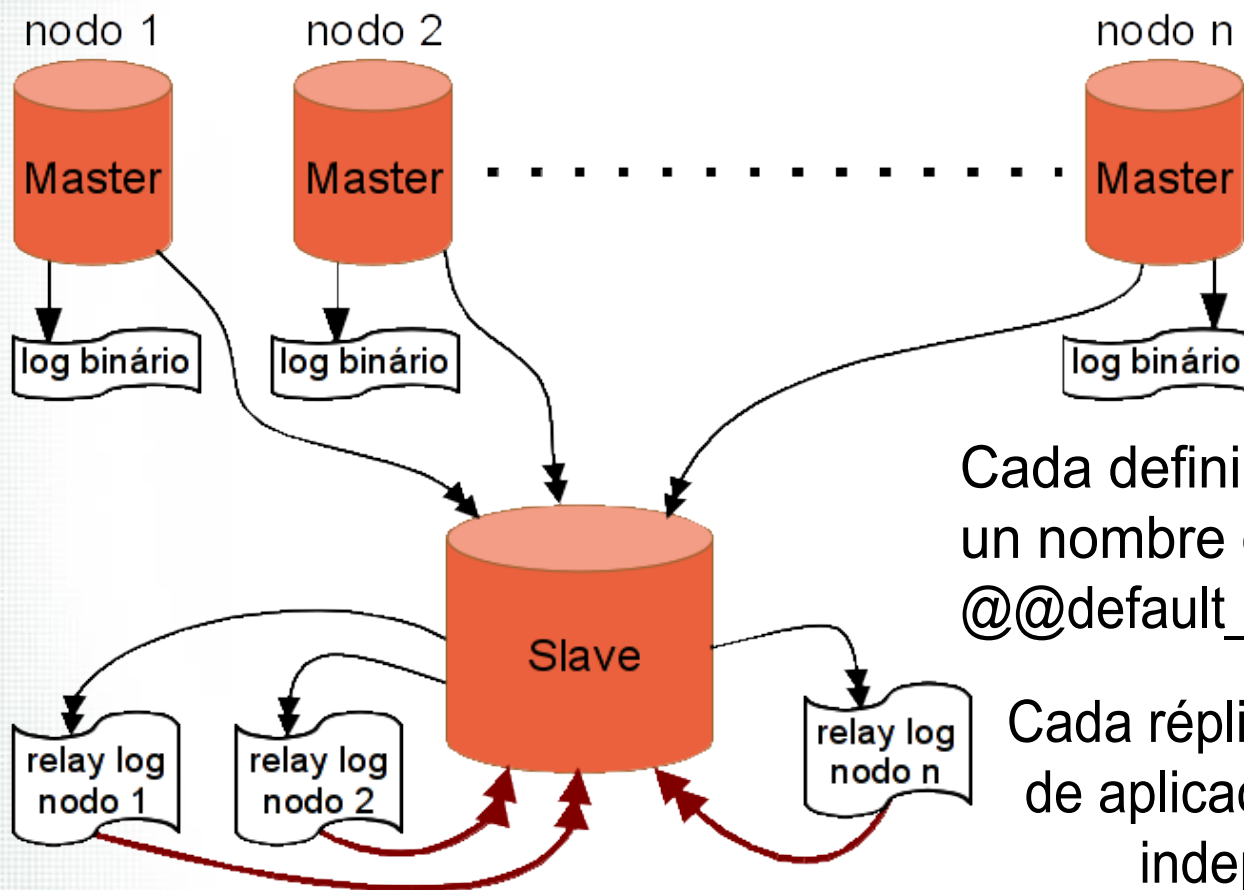 nodo 1
nodo 2
nodo n
Master
Master
Master
log binário
log binário
log binário
Cada defini
un nombre
@@default_
Slave
Cada répli
de aplica
inde
relay log
nodo 1
relay log
nodo 2
relay log
nodo n